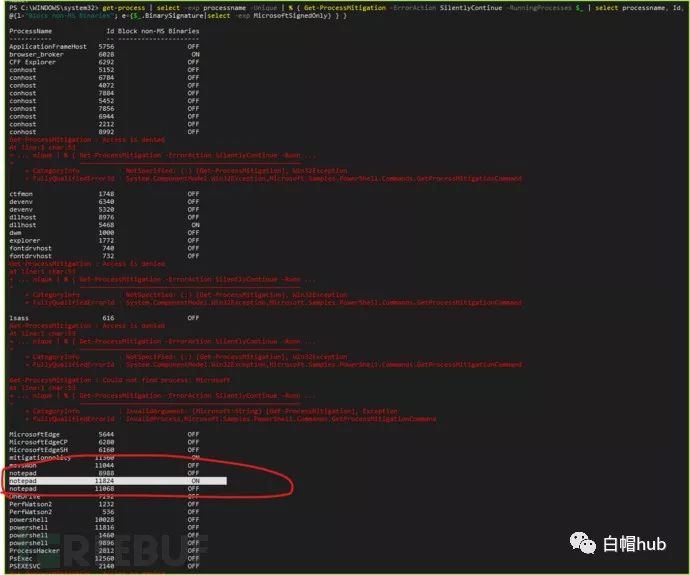 PS C:\WINDOWS\system32> get-process | select -exp processname -Unique | % { Get-ProcessMitigation -ErrorAction SilentlyContinue -RunningProcesses $_ | select processname, Id,
@{l="Block non-MS Binaries"; e={$_.BinarySignature|select -exp MicrosoftSignedOnly} } }
ProcessName Id Block non-MS Binaries
----------- -- ---------------------
ApplicationFrameHost 5756 OFF
browser_broker 6028 ON
CFF Explorer 6292 OFF
conhost 5152 OFF
conhost 6784 OFF
conhost 4072 OFF
conhost 7884 OFF
conhost 5452 OFF
conhost 7856 OFF
conhost 6944 OFF
conhost 2212 OFF
conhost 8992 OFF
Get-ProcessMitigation : Access is denied
At line:1 char:53
+ ... nique | % { Get-ProcessMitigation -ErrorAction SilentlyContinue -Runn ...
+ CategoryInfo : NotSpecified: (:) [Get-ProcessMitigation], Win32Exception
+ FullyQualifiedErrorId : System.ComponentModel.Win32Exception,Microsoft.Samples.PowerShell.Commands.GetProcessMitigationCommand
ctfmon 1748 OFF
devenv 6340 OFF
devenv 5320 OFF
dllhost 8976 OFF
dllhost 5468 ON
dwm 1000 OFF
explorer 1772 OFF
fontdrvhost 740 OFF
fontdrvhost 732 OFF
Get-ProcessMitigation : Access is denied
At line:1 char:53
+ ... nique | % { Get-ProcessMitigation -ErrorAction SilentlyContinue -Runn ...
+ CategoryInfo : NotSpecified: (:) [Get-ProcessMitigation], Win32Exception
+ FullyQualifiedErrorId : System.ComponentModel.Win32Exception,Microsoft.Samples.PowerShell.Commands.GetProcessMitigationCommand
lsass 616 OFF
Get-ProcessMitigation : Access is denied
At line:1 char:53
+ ... nique | % { Get-ProcessMitigation -ErrorAction SilentlyContinue -Runn ...
+ CategoryInfo : NotSpecified: (:) [Get-ProcessMitigation], Win32Exception
+ FullyQualifiedErrorId : System.ComponentModel.Win32Exception,Microsoft.Samples.PowerShell.Commands.GetProcessMitigationCommand
Get-ProcessMitigation : Could not find process: Microsoft
At line:1 char:53
+ ... nique | % { Get-ProcessMitigation -ErrorAction SilentlyContinue -Runn ...
+ CategoryInfo : InvalidArgument: (Microsoft:String) [Get-ProcessMitigation], Exception
+ FullyQualifiedErrorId : InvalidProcess,Microsoft.Samples.PowerShell.Commands.GetProcessMitigationCommand
MicrosoftEdge 5644 OFF
MicrosoftEdgeCP 6280 OFF
MicrosoftEdgeSH 6160 OFF
mitigationpolicy 11360 ON
11044 OFF
notepad 8988 OFF
notepad 11824 ON
notepad 11068 OFF
OneDrive 7192 OFF
PerfWatson2 1232 OFF
PerfWatson2 536 OFF
powershell 10028 OFF
powershell 11816 OFF
powershell 1460 OFF
powershell 9896 OFF
ProcessHacker 2812 OFF
PsExec 12560 OFF
PSEXESVC 2140 OFF
REEBUF
白帽hub